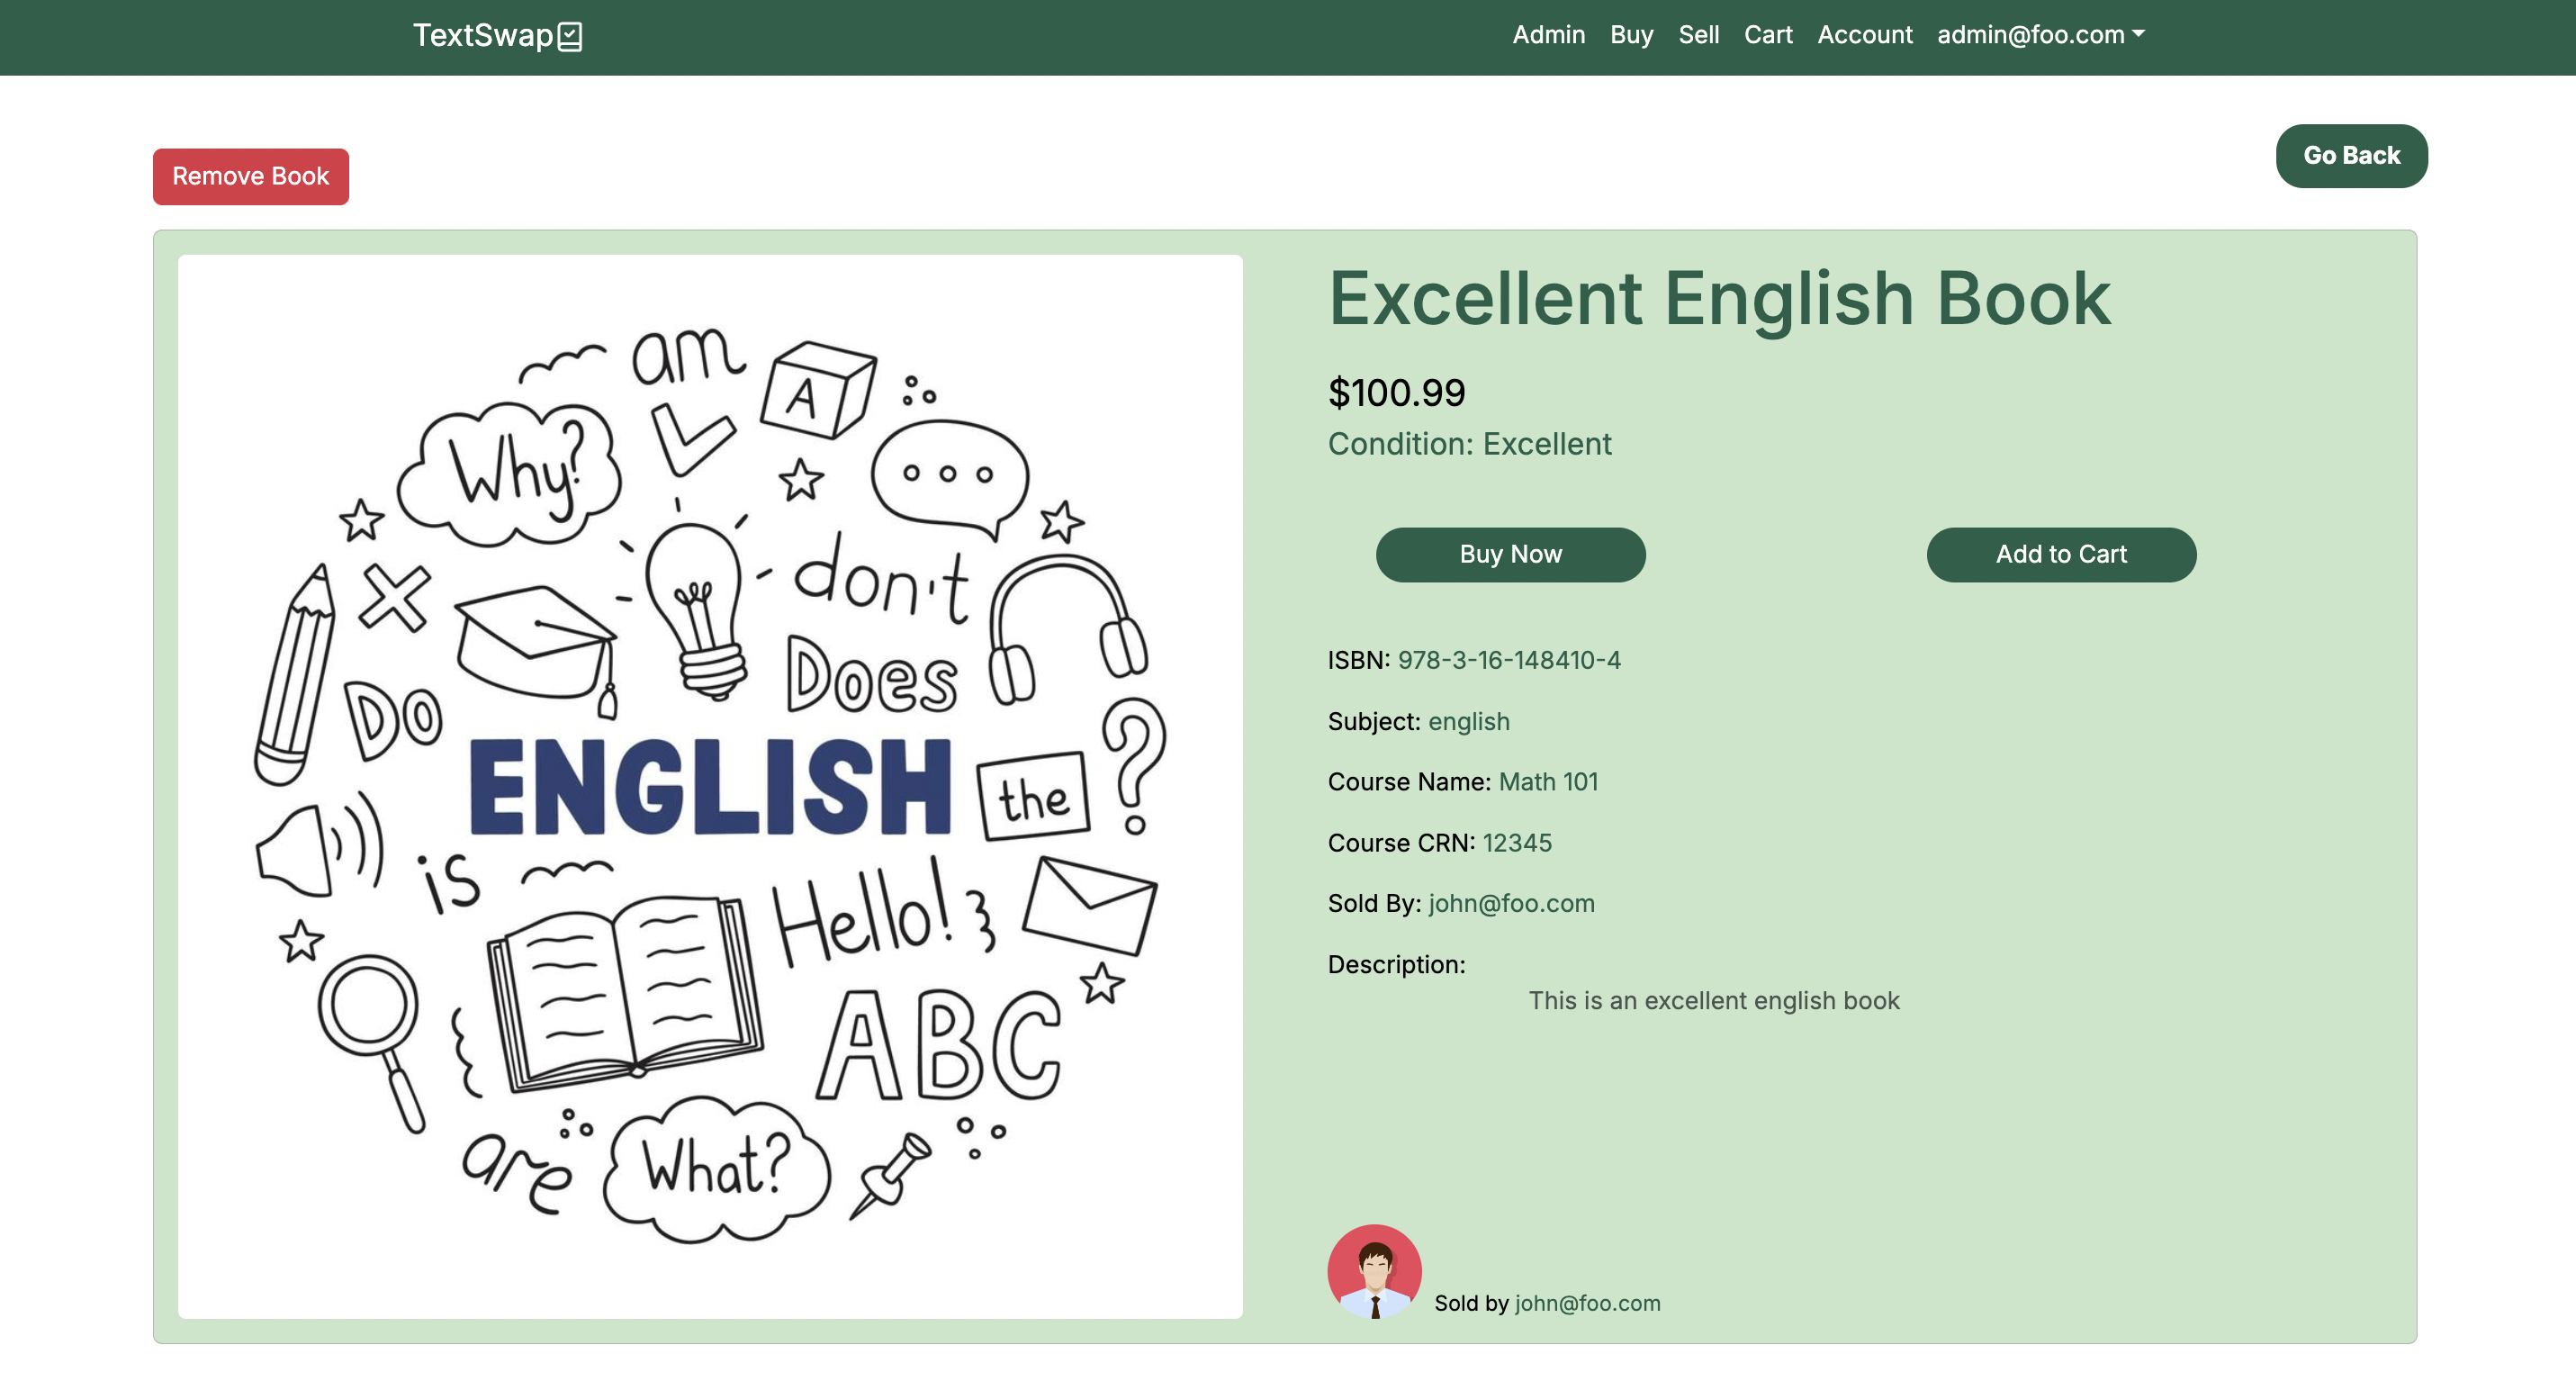 TextSwap
Admin Buy Sell Cart Account admin@foo.com
Remove Book
Go Back
am
A
Why?
don't
Does
Do
ENGLISH
the
?
is
Hello!
ABC
are
What?
Excellent English Book
$100.99
Condition: Excellent
Buy Now
Add to Cart
ISBN: 978-3-16-148410-4
Subject: english
Course Name: Math 101
Course CRN: 12345
Sold By: john@foo.com
Description:
This is an excellent english book
Sold by john@foo.com